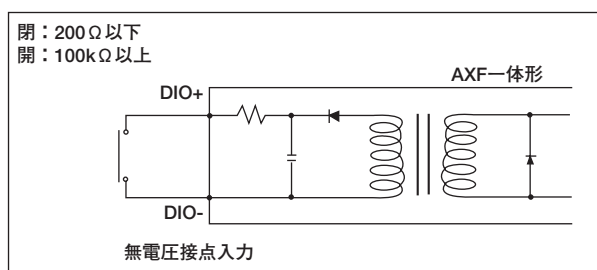 閉：200Ω以下
開：100kΩ以上
AXF一体形
DIO+
DIO-
無電圧接点入力